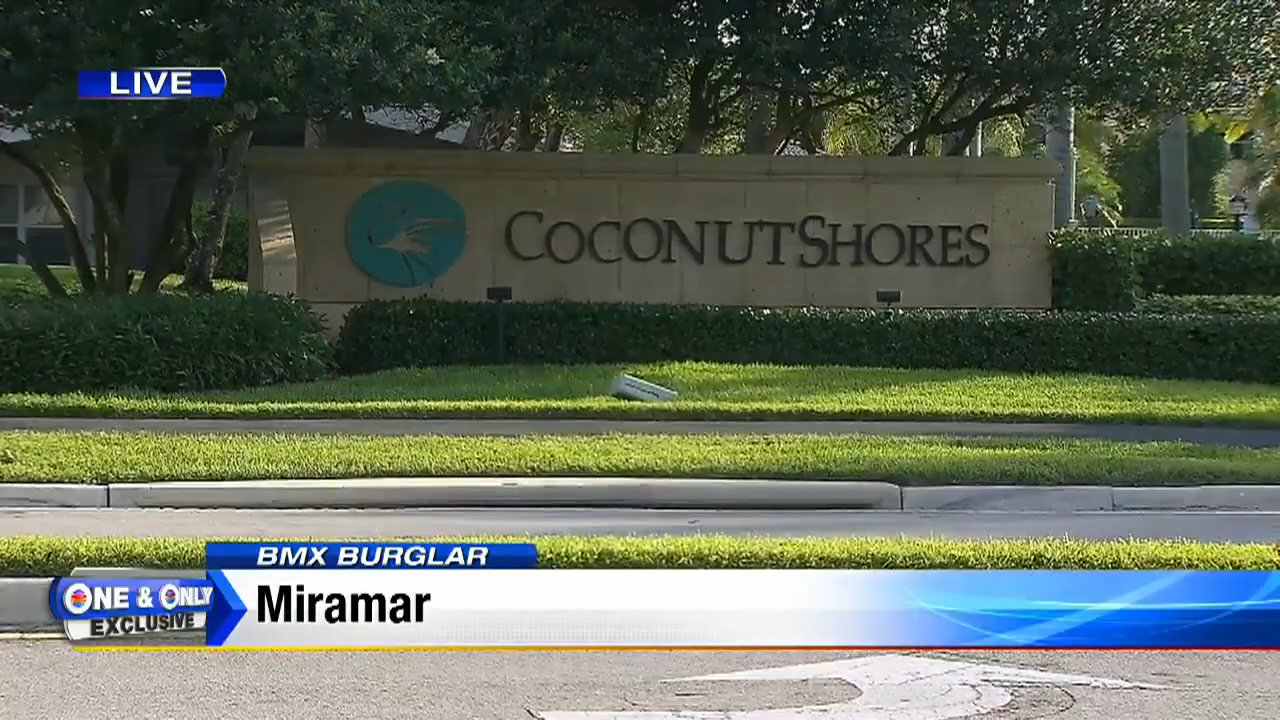 LIVE
COCONUTSHORES
BMX BURGLAR
ONE & ONLY
EXCLUSIVE
Miramar